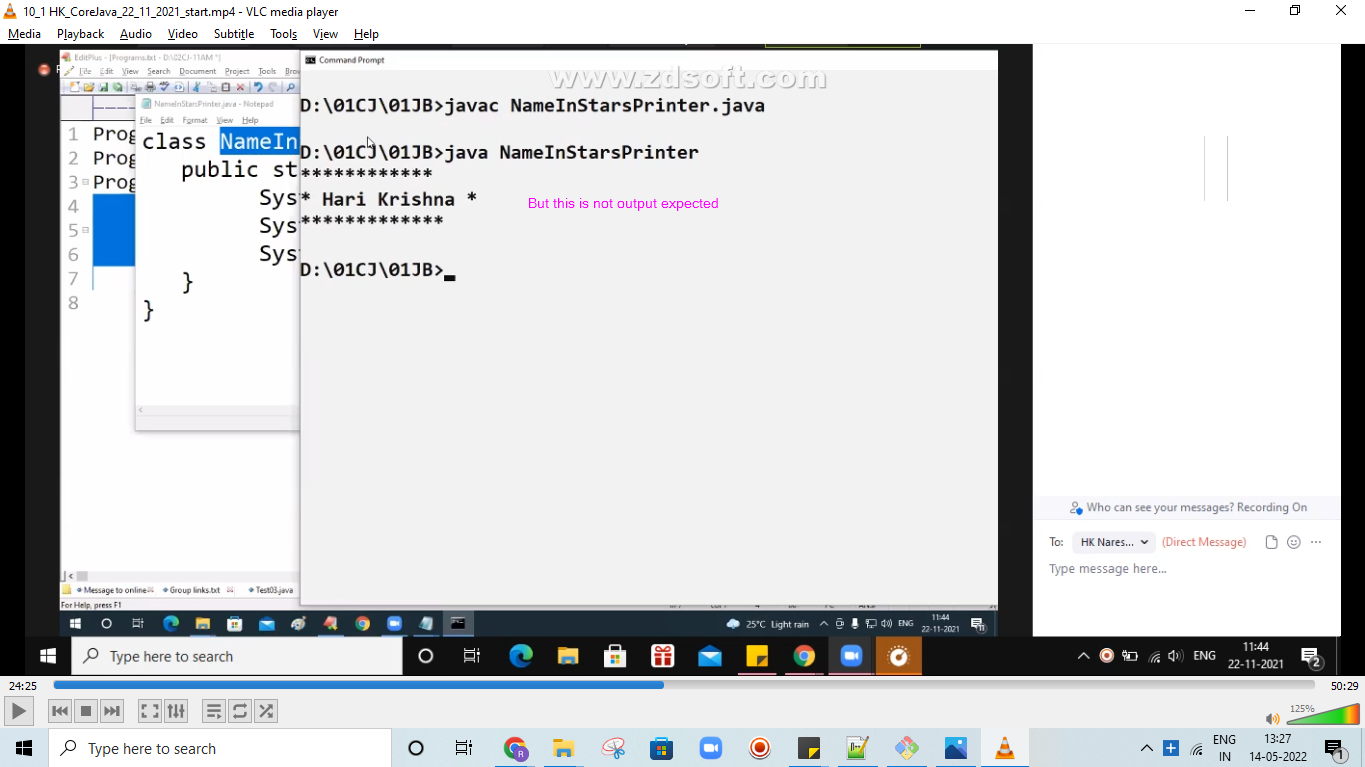 10_1 HK_CoreJava_22_11_2021_start.mp4 - VLC media player
Media Playback Audio Video Subtitle Tools View Help
EditPlus - [Programs.txt - D:\02CJ-11AM *]
File Edit View Search Document Project Tools Brow
Command Prompt
www.zdsoft.com
NameInStarsPrinter.java - Notepad
File Edit Format View Help
D:\01CJ\01JB>javac NameInStarsPrinter.java
1 Prog
2 Prog
3 Prog
4
5
6
7
8
class NameIn
public st
Sys
Sys
Sys
}
}
D:\01CJ\01JB>java NameInStarsPrinter
************
* Hari Krishna *
*************
But this is not output expected
D:\01CJ\01JB>
Who can see your messages? Recording On
To: HK Nares... (Direct Message)
Type message here...
Message to online Group links.txt Test03.java
For Help, press F1
25°C Light rain ENG 11:44
22-11-2021
Type here to search
ENG 11:44
22-11-2021
2
24:25 50:29
125%
Type here to search
ENG
IN
13:27
14-05-2022
1